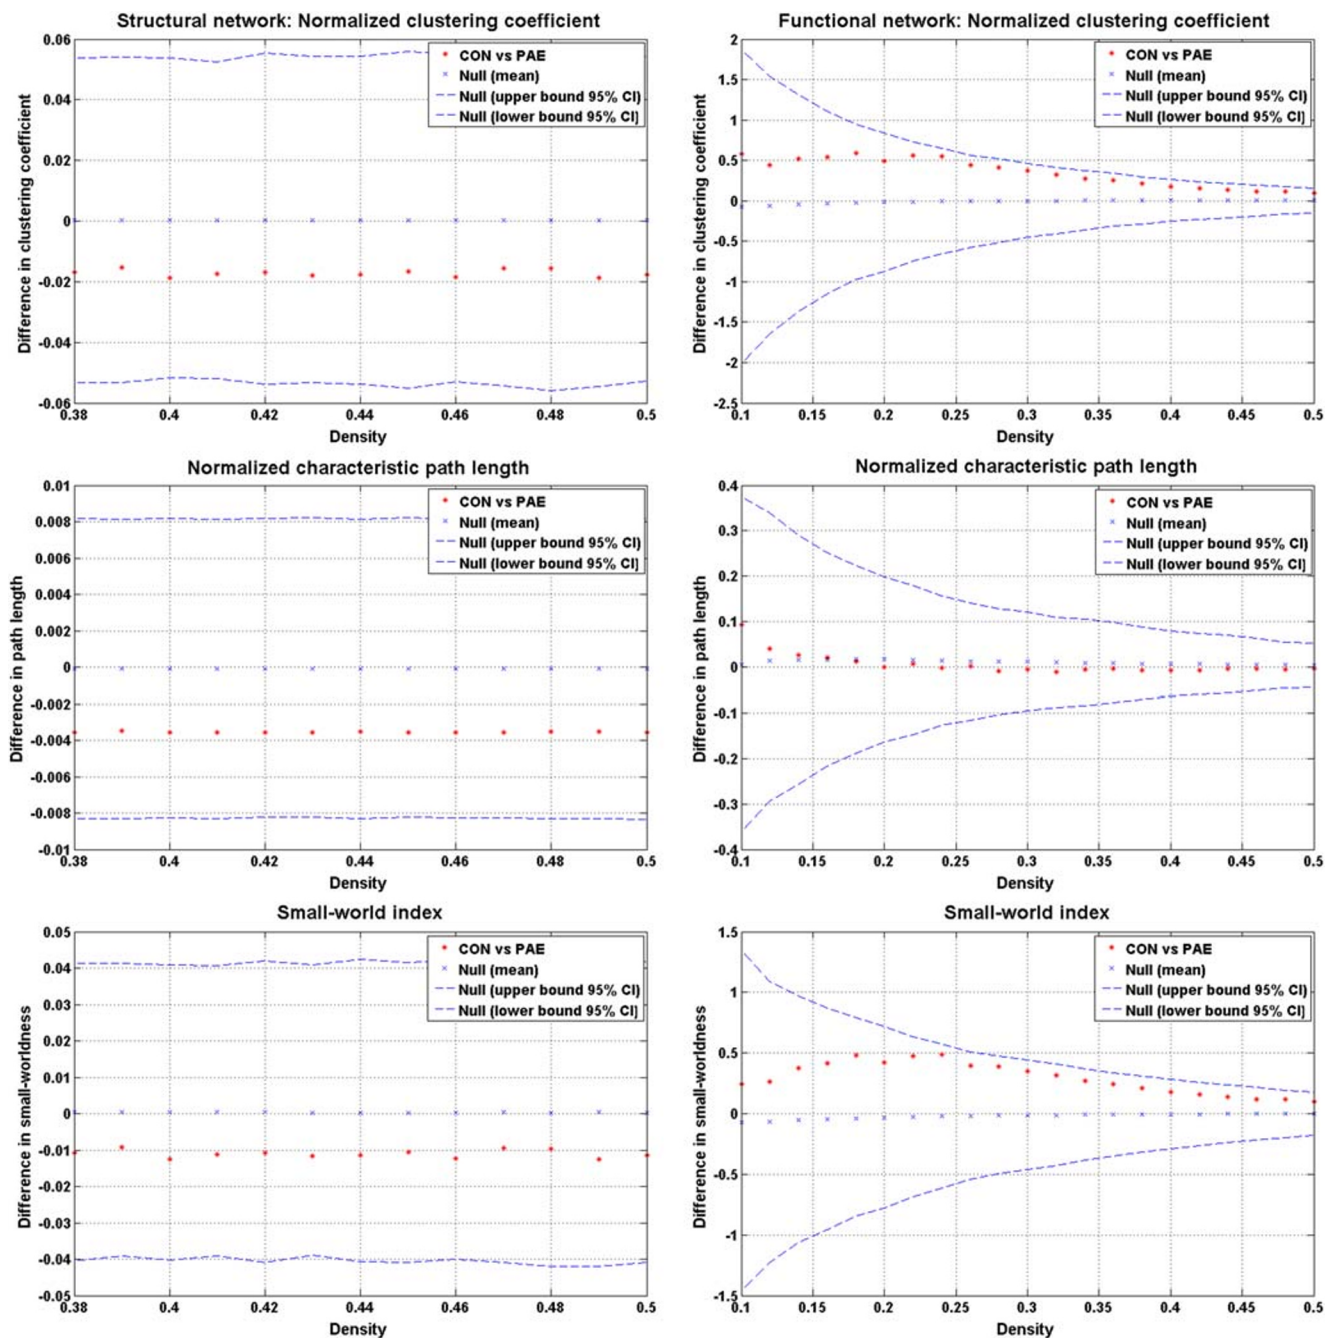 Structural network: Normalized clustering coefficient
0.06
0.04
0.02
0
-0.02
-0.04
-0.06
Difference in clustering coefficient
CON vs PAE
Null (mean)
Null (upper bound 95% CI)
Null (lower bound 95% CI)
0.38 0.4 0.42 0.44 0.46 0.48 0.5
Density
Functional network: Normalized clustering coefficient
2
1.5
1
0.5
0
-0.5
-1
-1.5
-2
-2.5
Difference in clustering coefficient
CON vs PAE
Null (mean)
Null (upper bound 95% CI)
Null (lower bound 95% CI)
0.1 0.15 0.2 0.25 0.3 0.35 0.4 0.45 0.5
Density
Normalized characteristic path length
0.01
0.008
0.006
0.004
0.002
0
-0.002
-0.004
-0.006
-0.008
-0.01
Difference in path length
CON vs PAE
Null (mean)
Null (upper bound 95% CI)
Null (lower bound 95% CI)
0.38 0.4 0.42 0.44 0.46 0.48 0.5
Density
Normalized characteristic path length
0.4
0.3
0.2
0.1
0
-0.1
-0.2
-0.3
-0.4
Difference in path length
CON vs PAE
Null (mean)
Null (upper bound 95% CI)
Null (lower bound 95% CI)
0.1 0.15 0.2 0.25 0.3 0.35 0.4 0.45 0.5
Density
Small-world index
0.05
0.04
0.03
0.02
0.01
0
-0.01
-0.02
-0.03
-0.04
-0.05
Difference in small-worldness
CON vs PAE
Null (mean)
Null (upper bound 95% CI)
Null (lower bound 95% CI)
0.38 0.4 0.42 0.44 0.46 0.48 0.5
Density
Small-world index
1.5
1
0.5
0
-0.5
-1
-1.5
Difference in small-worldness
CON vs PAE
Null (mean)
Null (upper bound 95% CI)
Null (lower bound 95% CI)
0.1 0.15 0.2 0.25 0.3 0.35 0.4 0.45 0.5
Density